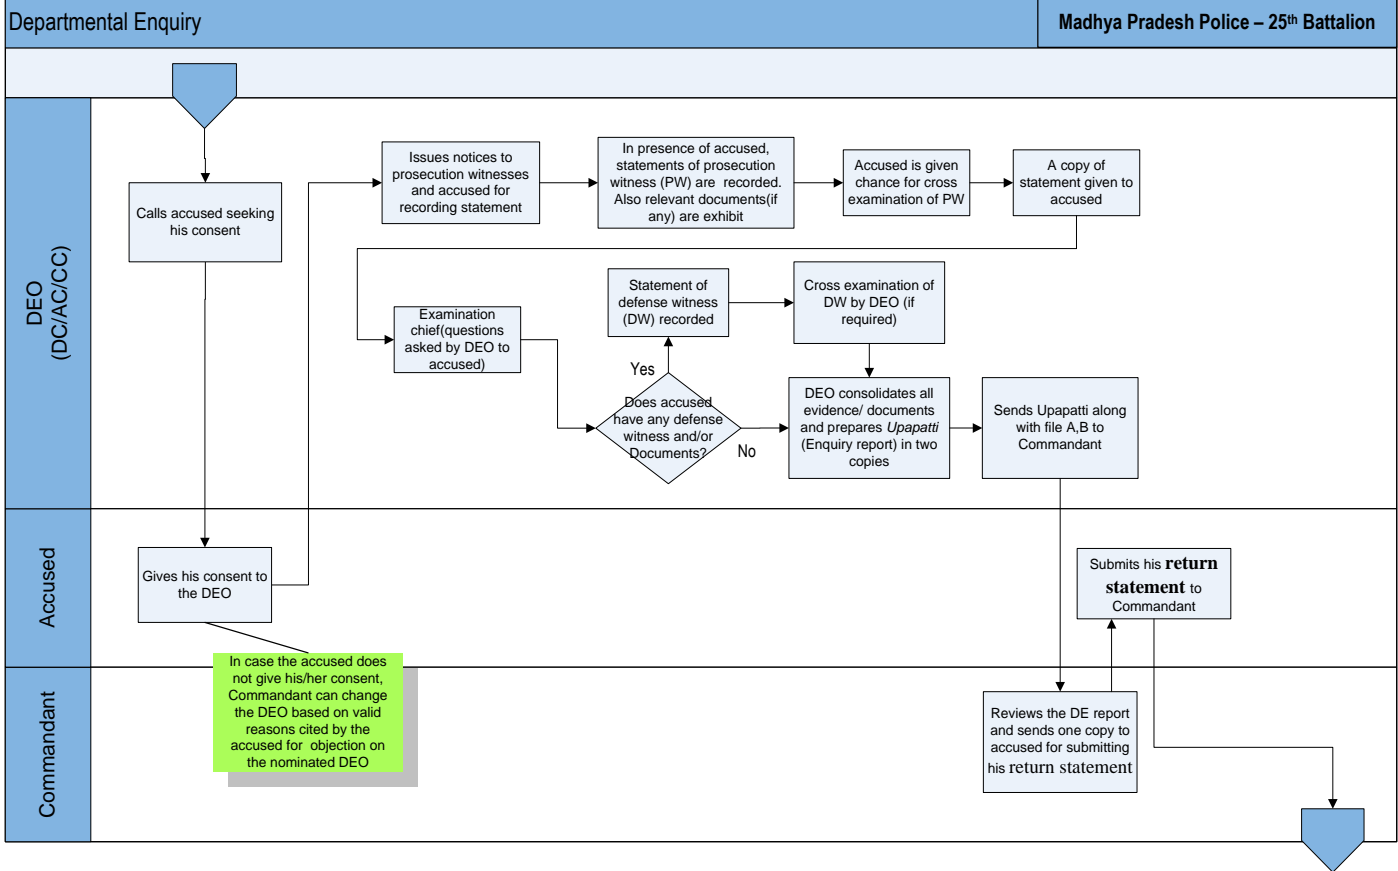 Departmental Enquiry
Madhya Pradesh Police – 25th Battalion
DEO
(DC/AC/CC)
Calls accused seeking
his consent
Issues notices to
prosecution witnesses
and accused for
recording statement
In presence of accused,
statements of prosecution
witness (PW) are recorded.
Also relevant documents(if
any) are exhibit
Accused is given
chance for cross
examination of PW
A copy of
statement given to
accused
Examination
chief(questions
asked by DEO to
accused)
Statement of
defense witness
(DW) recorded
Cross examination of
DW by DEO (if
required)
Yes
Does accused
have any defense
witness and/or
Documents?
No
DEO consolidates all
evidence/ documents
and prepares Upapatti
(Enquiry report) in two
copies
Sends Upapatti along
with file A,B to
Commandant
Accused
Gives his consent to
the DEO
Submits his return
statement to
Commandant
Commandant
In case the accused does
not give his/her consent,
Commandant can change
the DEO based on valid
reasons cited by the
accused for objection on
the nominated DEO
Reviews the DE report
and sends one copy to
accused for submitting
his return statement